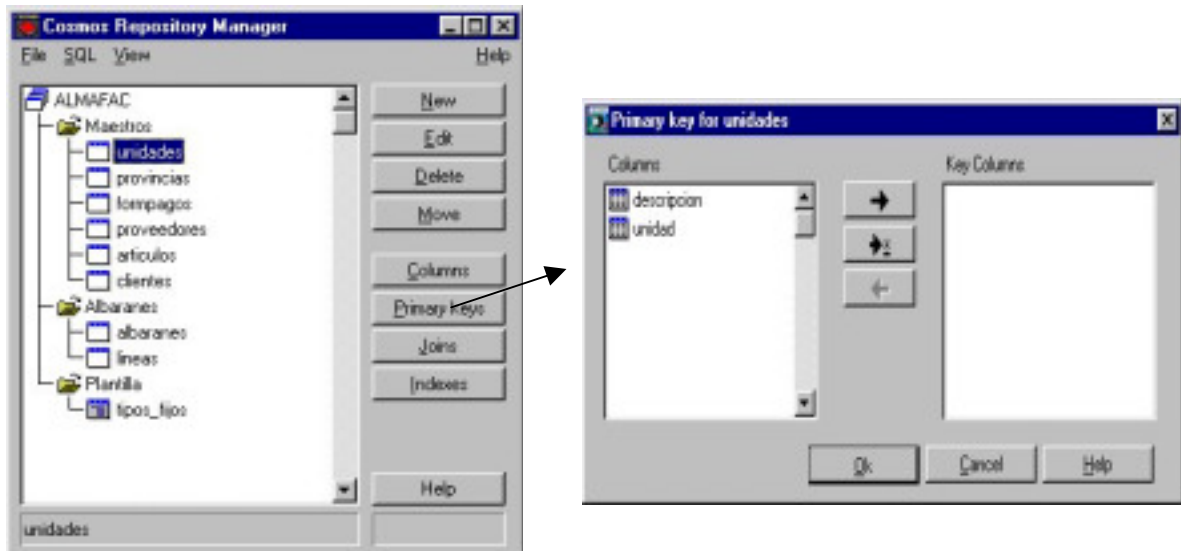 Cosmos Repository Manager
File SQL View Help
ALMAFAC
Maestros
unidades
provincias
formpagos
proveedores
articulos
clientes
Albaranes
albaranes
lineas
Plantilla
tipos_fijos
New
Edit
Delete
Move
Columns
Primary Keys
Joins
Indexes
Help
unidades
Primary key for unidades
Columns
Key Columns
descripcion
unidad
Ok
Cancel
Help